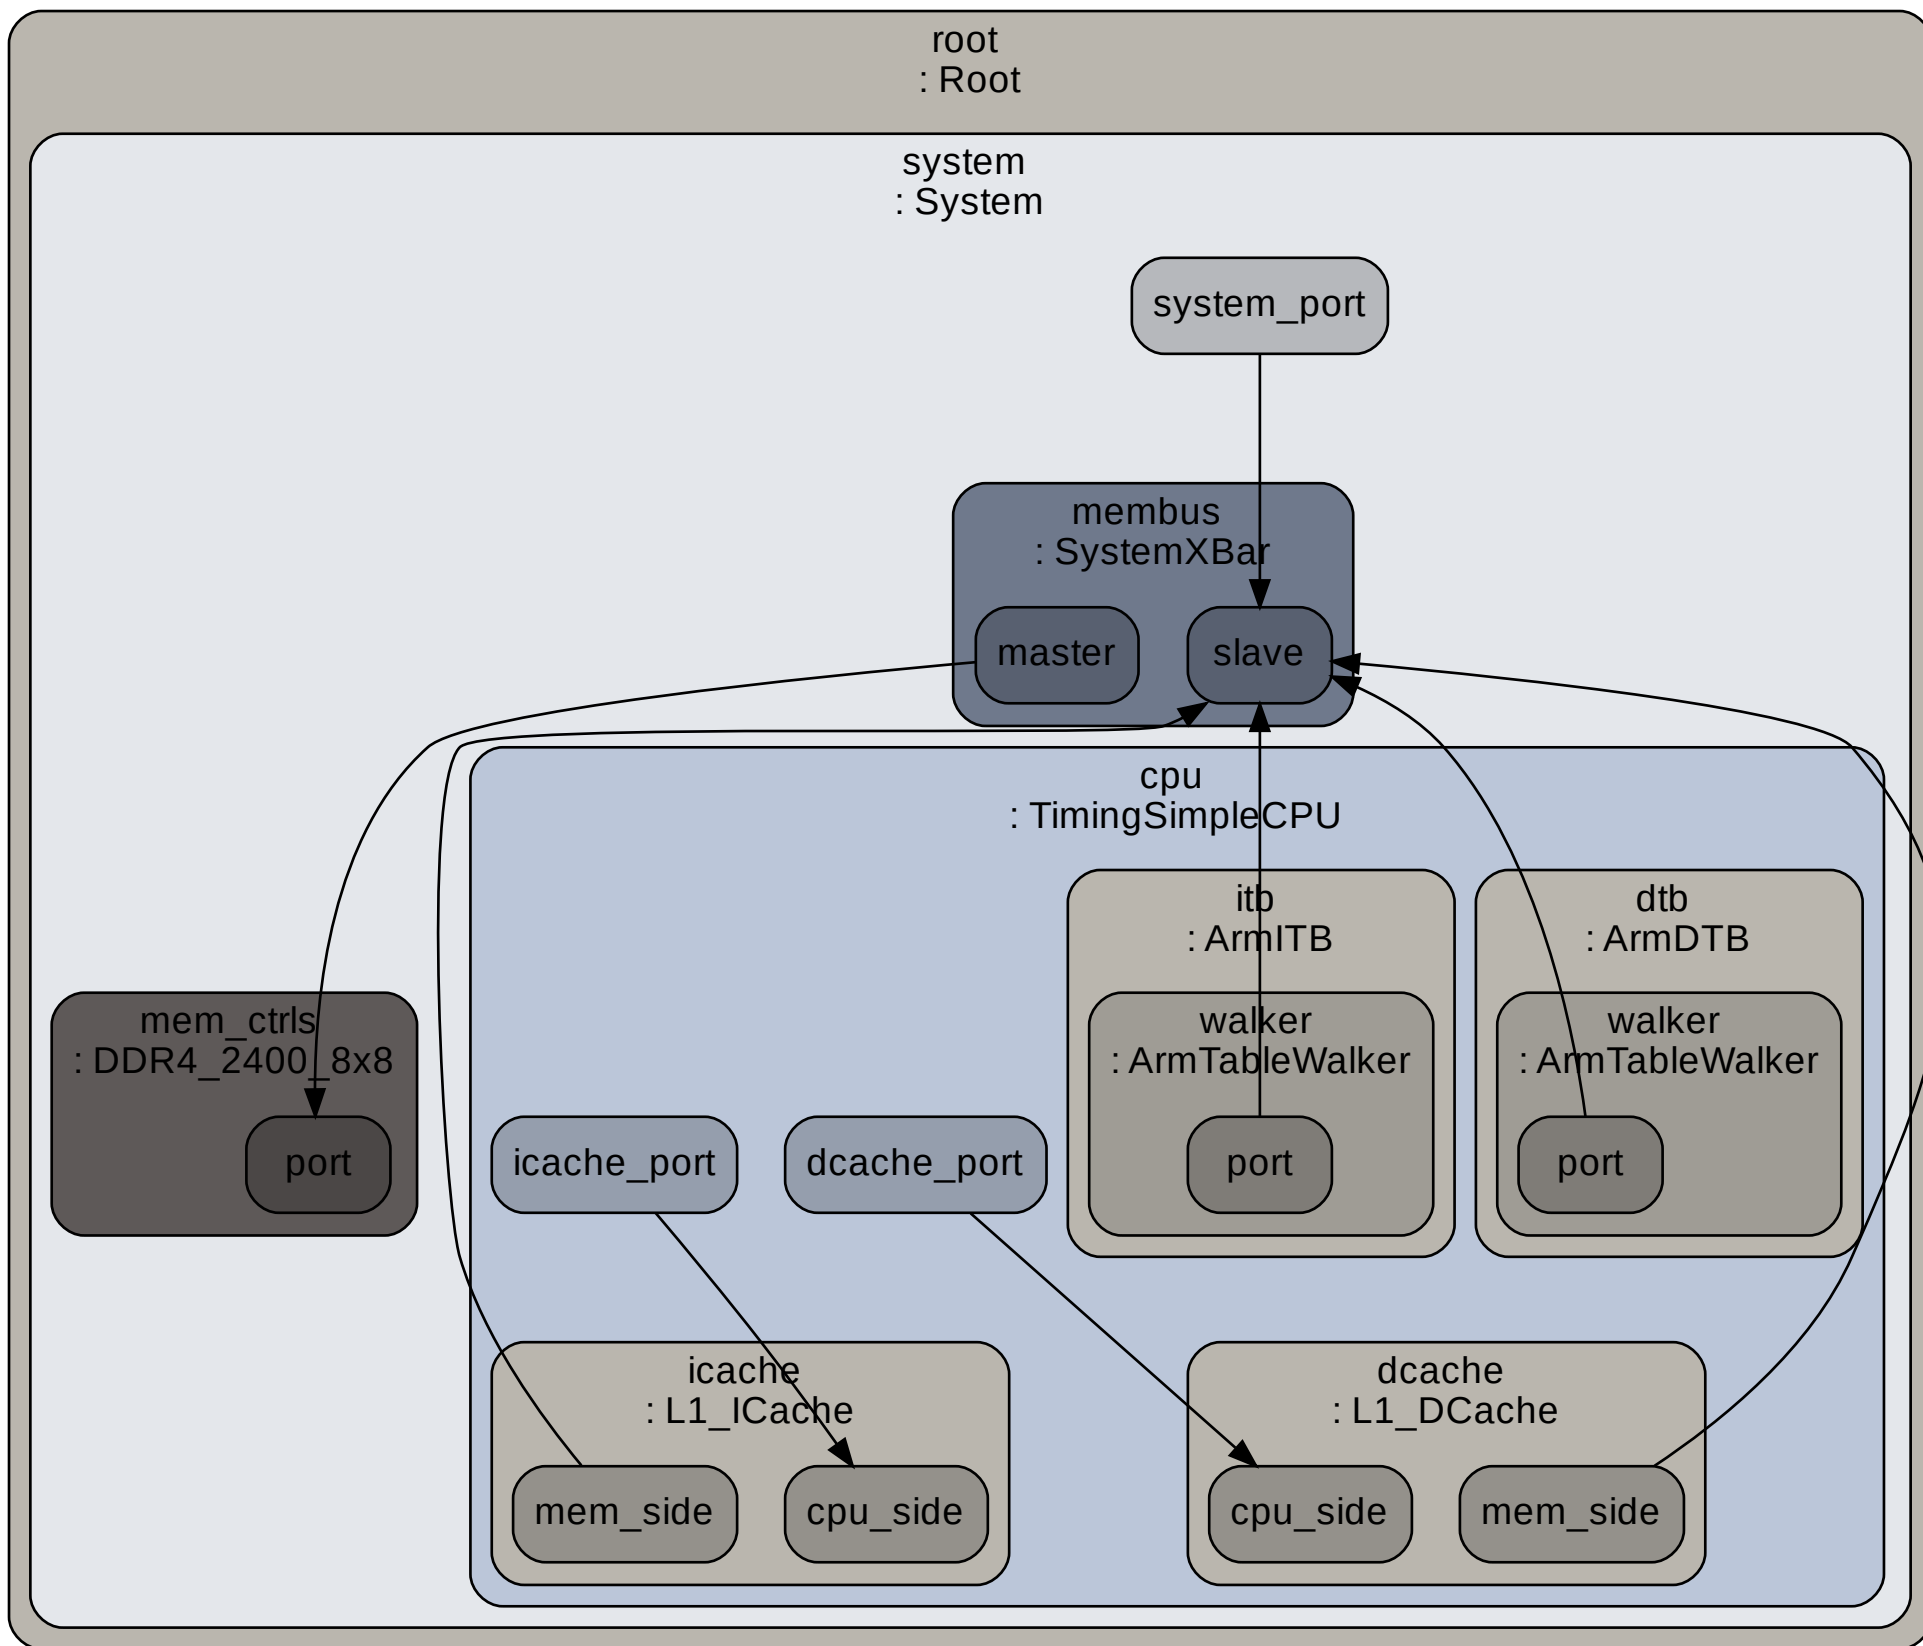 root
: Root
system
: System
system_port
membus
: SystemXBar
master
slave
cpu
: TimingSimpleCPU
itb
: ArmITB
dtb
: ArmDTB
mem_ctrls
: DDR4_2400_8x8
walker
: ArmTableWalker
walker
: ArmTableWalker
port
icache_port
dcache_port
port
port
icache
: L1_ICache
dcache
: L1_DCache
mem_side
cpu_side
cpu_side
mem_side